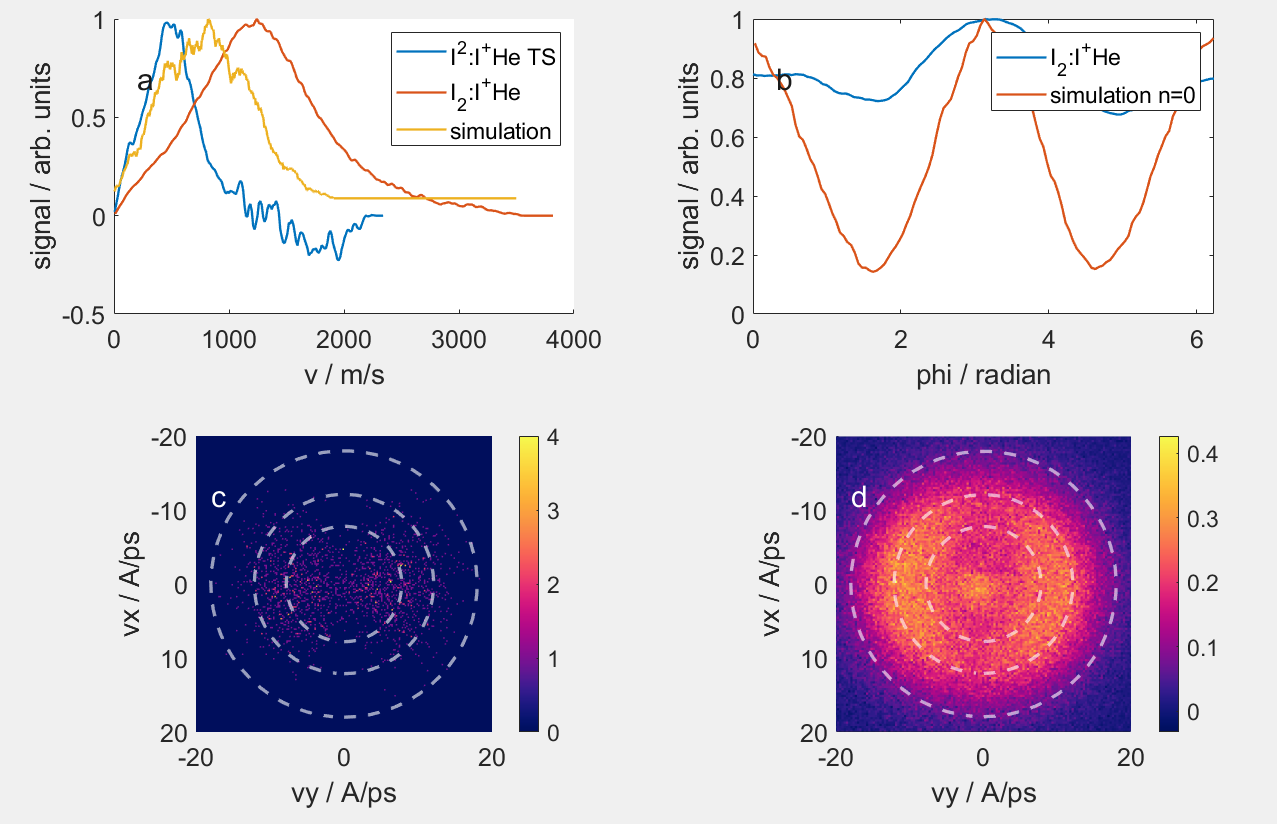 1
0.5
0
-0.5
0
1000
2000
3000
4000
signal / arb. units
v / m/s
a
I²:I⁺He TS
I₂:I⁺He
simulation
1
0.8
0.6
0.4
0.2
0
0
2
4
6
signal / arb. units
phi / radian
b
I₂:I⁺He
simulation n=0
-20
-10
0
10
20
-20
0
20
vx / A/ps
vy / A/ps
c
4
3
2
1
0
-20
-10
0
10
20
-20
0
20
vx / A/ps
vy / A/ps
d
0.4
0.3
0.2
0.1
0